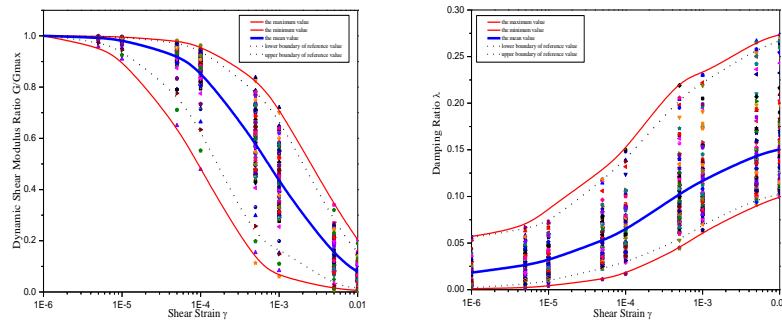 the maximum value
the minimum value
the mean value
lower boundary of reference value
upper boundary of reference value
1.0
0.8
0.6
0.4
0.2
0.0
Dynamic Shear Modulus Ratio G/Gmax
1E-6
1E-5
1E-4
1E-3
0.01
Shear Strain γ
the maximum value
the minimum value
the mean value
lower boundary of reference value
upper boundary of reference value
0.30
0.25
0.20
0.15
0.10
0.05
0.00
Damping Ratio λ
1E-6
1E-5
1E-4
1E-3
0.0
Shear Strain γ